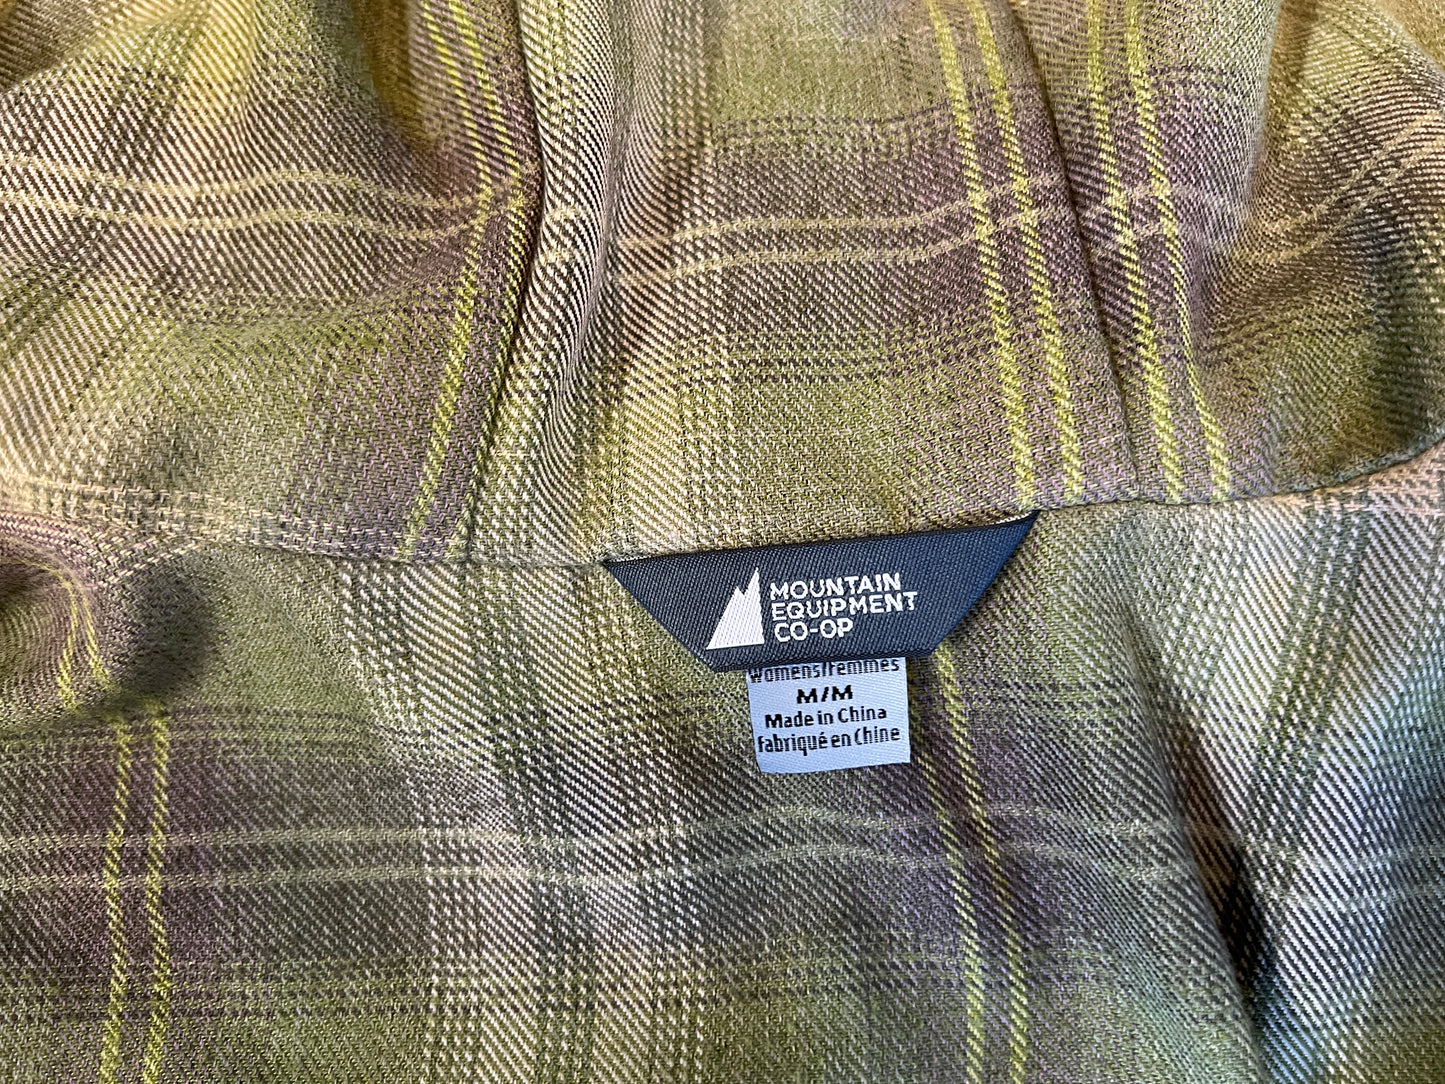 MOUNTAIN
EQUIPMENT
CO-OP
Womens/Femmes
M/M
Made in China
Fabriqué en Chine